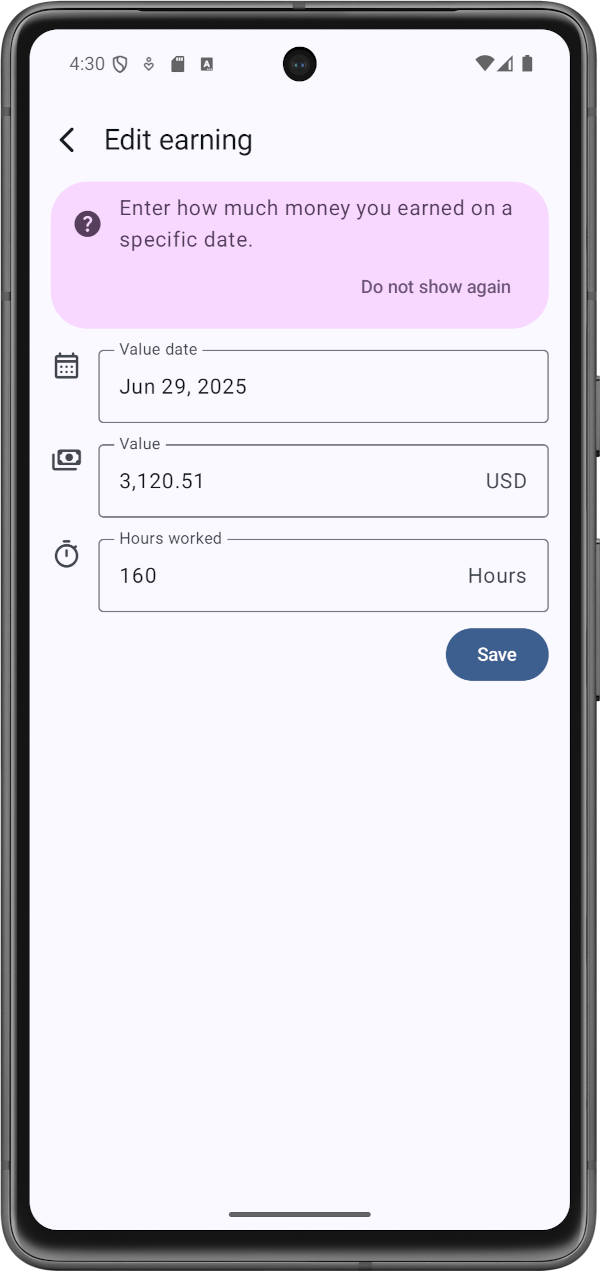 4:30
Edit earning
Enter how much money you earned on a
specific date.
Do not show again
Value date
Jun 29, 2025
Value
3,120.51 USD
Hours worked
160 Hours
Save